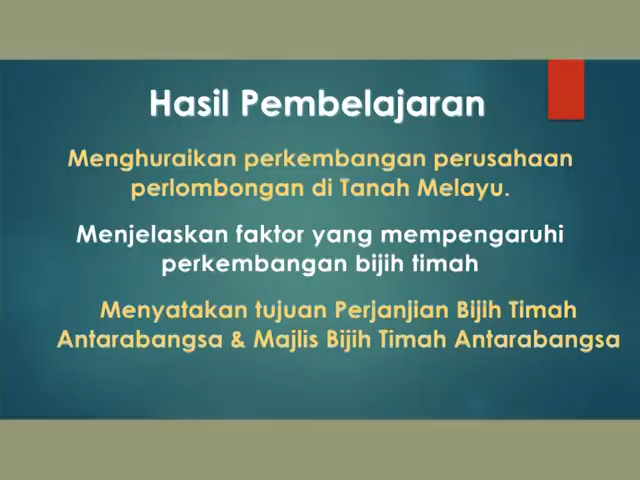 Hasil Pembelajaran
Menghuraikan perkembangan perusahaan
perlombongan di Tanah Melayu.
Menjelaskan faktor yang mempengaruhi
perkembangan bijih timah
Menyatakan tujuan Perjanjian Bijih Timah
Antarabangsa & Majlis Bijih Timah Antarabangsa